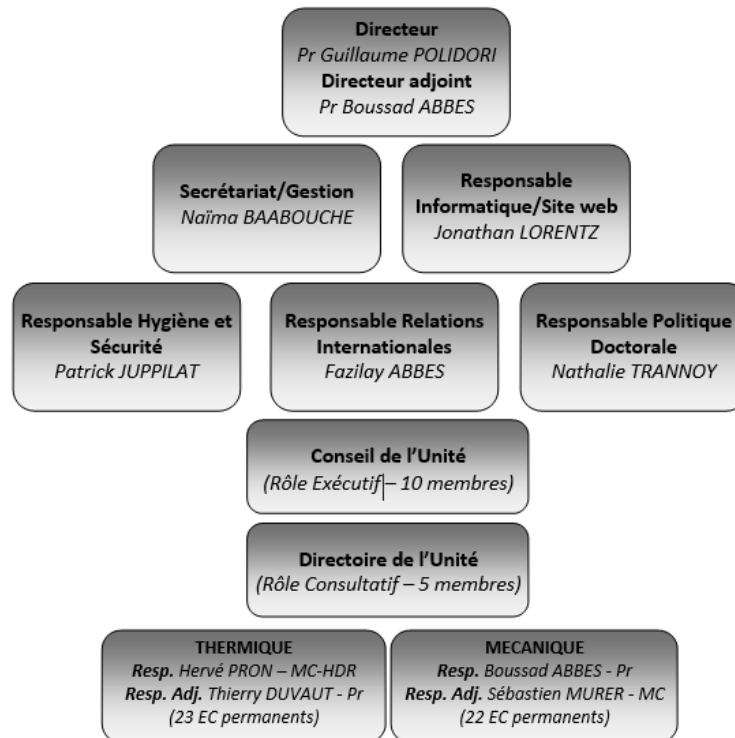 Directeur
Pr Guillaume POLIDORI
Directeur adjoint
Pr Boussad ABBES
Secrétariat/Gestion
Naïma BAABOUCHE
Responsable
Informatique/Site web
Jonathan LORENTZ
Responsable Hygiène et
Sécurité
Patrick JUPPILAT
Responsable Relations
Internationales
Fazilay ABBES
Responsable Politique
Doctorale
Nathalie TRANNOY
Conseil de l’Unité
(Rôle Exécutif – 10 membres)
Directoire de l’Unité
(Rôle Consultatif – 5 membres)
THERMIQUE
Resp. Hervé PRON – MC-HDR
Resp. Adj. Thierry DUVAUT - Pr
(23 EC permanents)
MECANIQUE
Resp. Boussad ABBES - Pr
Resp. Adj. Sébastien MURER - MC
(22 EC permanents)